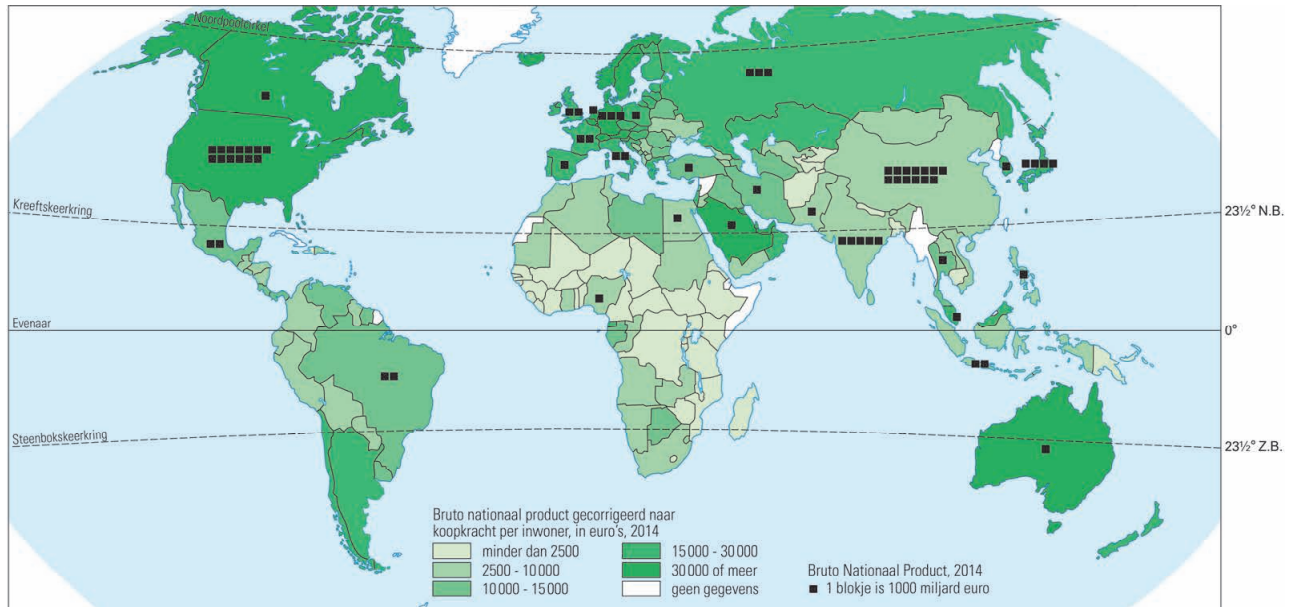 Noordpoolcirkel
Kreeftskeerkring
23½° N.B.
Evenaar
0°
Steenbokskeerkring
23½° Z.B.
Bruto nationaal product gecorrigeerd naar
koopkracht per inwoner, in euro's, 2014
minder dan 2500
2500 - 10 000
10 000 - 15 000
15 000 - 30 000
30 000 of meer
geen gegevens
Bruto Nationaal Product, 2014
1 blokje is 1000 miljard euro